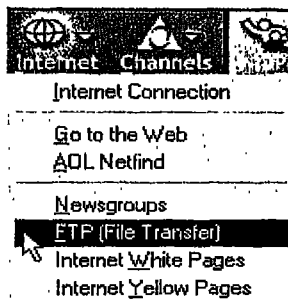 Internet Channels
Internet Connection
Go to the Web
AOL Netfind
Newsgroups
FTP (File Transfer)
Internet White Pages
Internet Yellow Pages